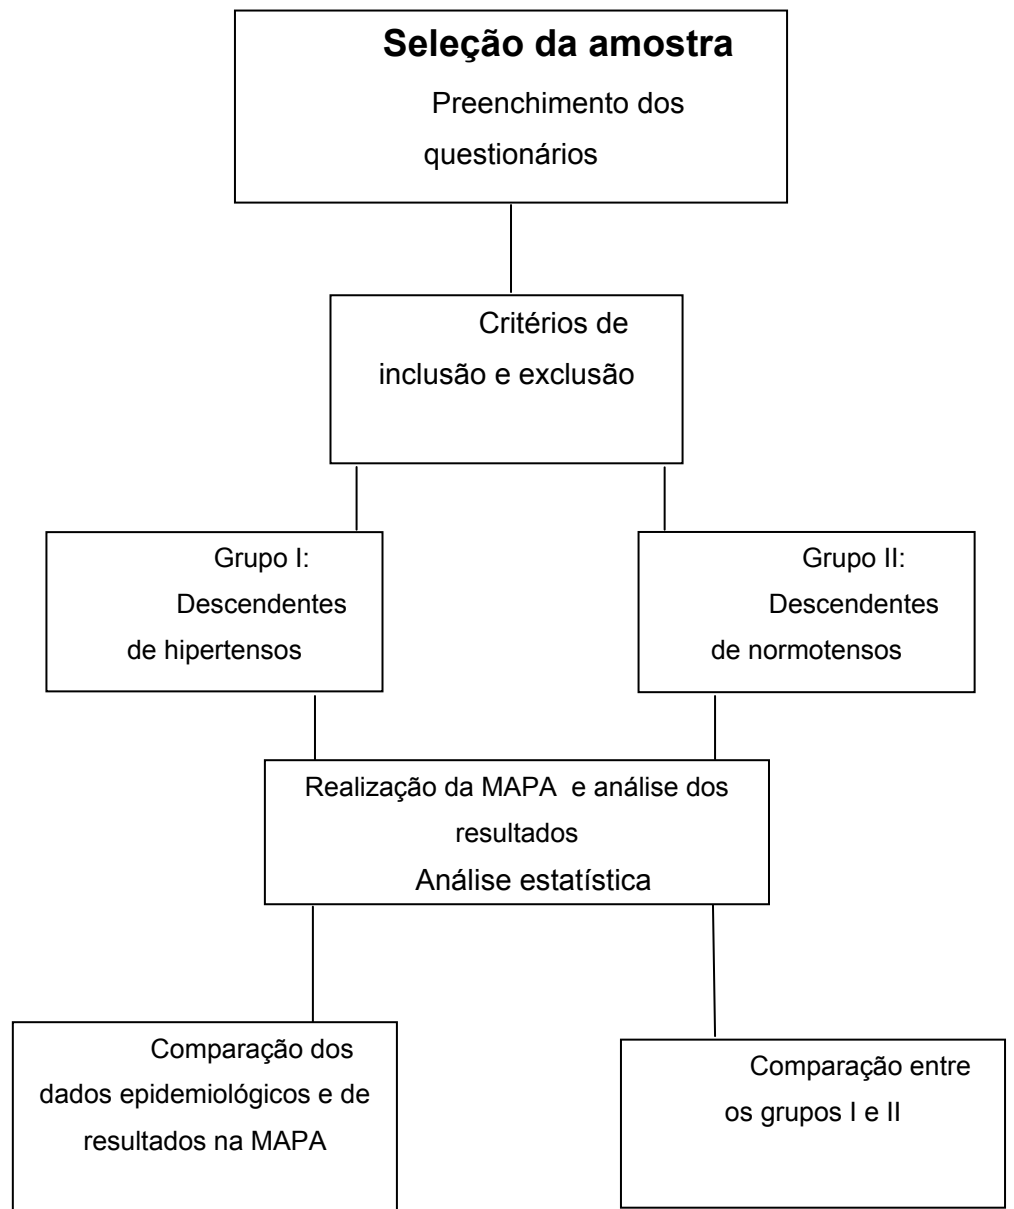 Seleção da amostra
Preenchimento dos
questionários
Critérios de
inclusão e exclusão
Grupo I:
Descendentes
de hipertensos
Grupo II:
Descendentes
de normotensos
Realização da MAPA e análise dos
resultados
Análise estatística
Comparação dos
dados epidemiológicos e de
resultados na MAPA
Comparação entre
os grupos I e II